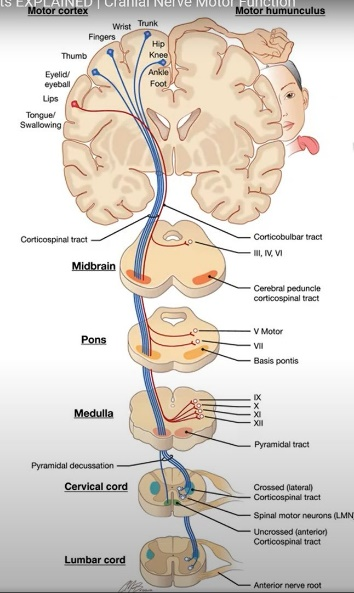 ts EXPLAINED | Cranial Nerve Motor Function
Motor cortex
Motor humunculus
Wrist
Trunk
Fingers
Hip
Knee
Thumb
Ankle
Eyelid/
eyeball
Foot
Lips
Tongue/
Swallowing
Corticospinal tract
Corticobulbar tract
III, IV, VI
Midbrain
Cerebral peduncle
corticospinal tract
V Motor
Pons
VII
Basis pontis
IX
X
Medulla
XI
XII
Pyramidal tract
Pyramidal decussation
Cervical cord
Crossed (lateral)
Corticospinal tract
Spinal motor neurons (LMN
Uncrossed (anterior)
Corticospinal tract
Lumbar cord
Anterior nerve root